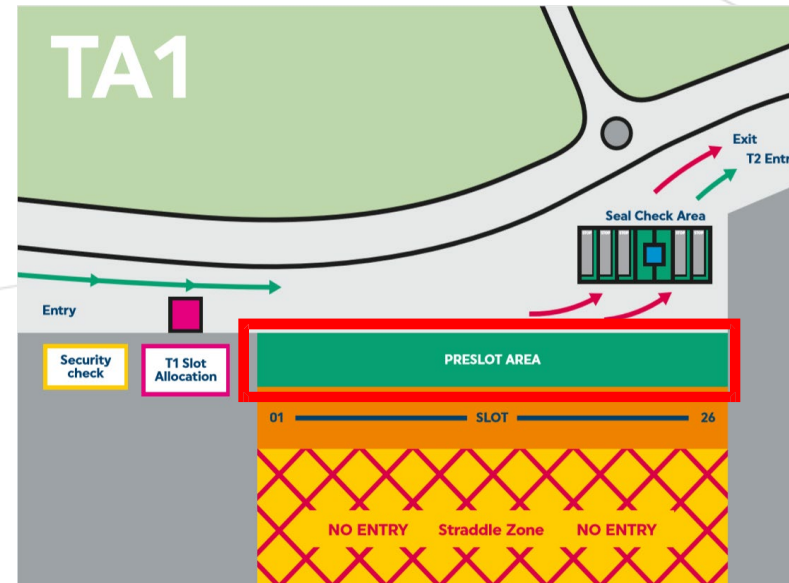 TA1
Exit
T2 Entr
Seal Check Area
Entry
Security
check
T1 Slot
Allocation
PRESLOT AREA
01 SLOT 26
NO ENTRY Straddle Zone NO ENTRY